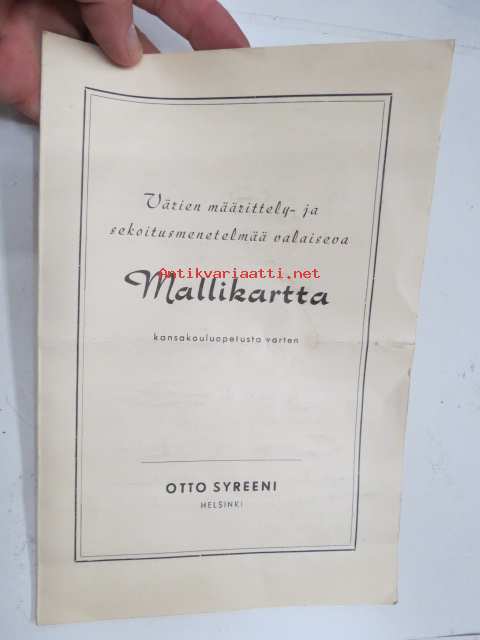 Värien määrittely- ja
sekoitusmenetelmää valaiseva
Antikvariaatti.net
Mallikartta
kansakouluopetusta varten
OTTO SYREENI
HELSINKI